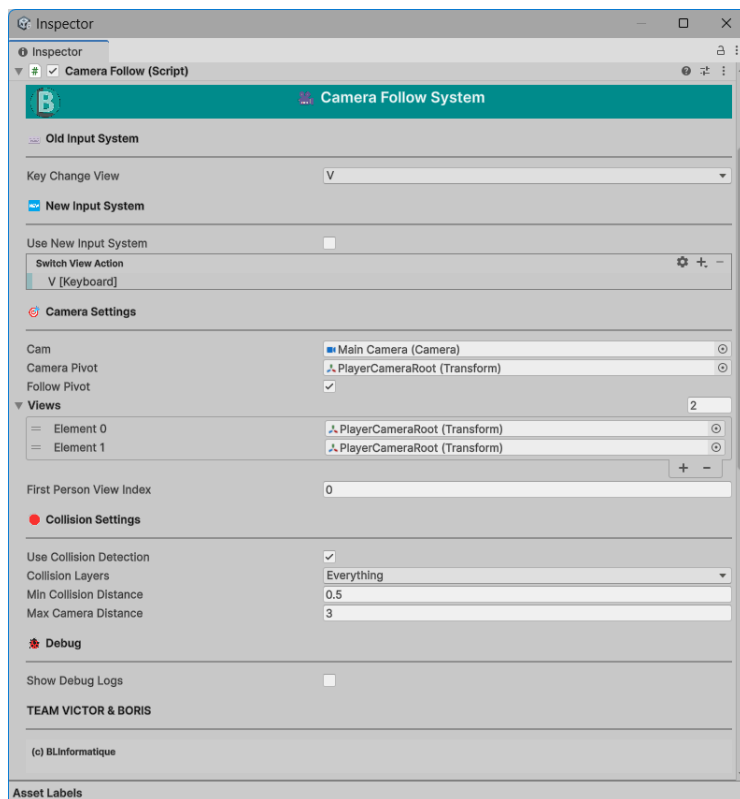 Inspector
Inspector
Camera Follow (Script)
B Camera Follow System
Old Input System
Key Change View V
NEW New Input System
Use New Input System
Switch View Action
V [Keyboard]
Camera Settings
Cam Main Camera (Camera)
Camera Pivot PlayerCameraRoot (Transform)
Follow Pivot
Views 2
Element 0 PlayerCameraRoot (Transform)
Element 1 PlayerCameraRoot (Transform)
First Person View Index 0
Collision Settings
Use Collision Detection
Collision Layers Everything
Min Collision Distance 0.5
Max Camera Distance 3
Debug
Show Debug Logs
TEAM VICTOR & BORIS
(c) BLInformatique
Asset Labels